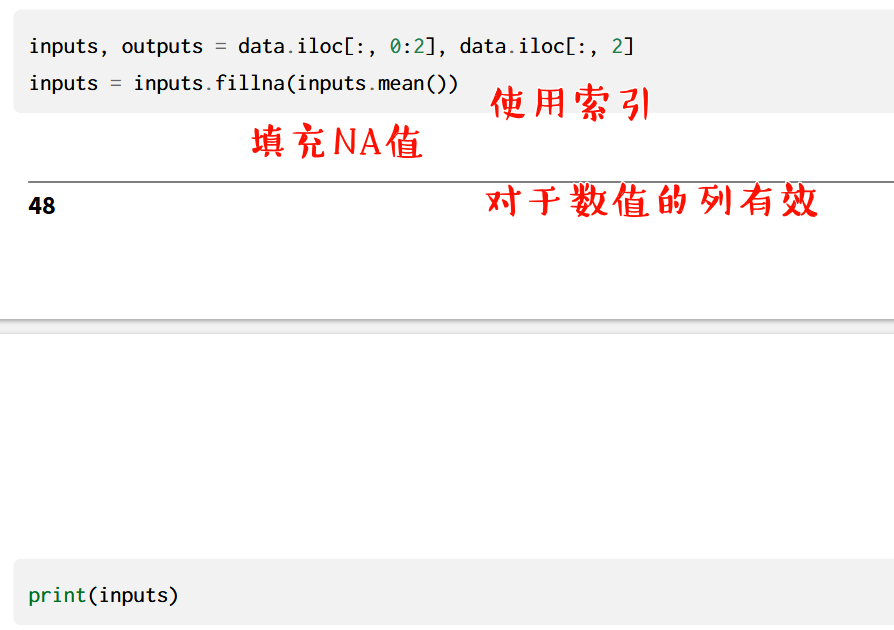 inputs, outputs = data.iloc[:, 0:2], data.iloc[:, 2]
inputs = inputs.fillna(inputs.mean())
使用索引
填充NA值
对于数值的列有效
48
print(inputs)